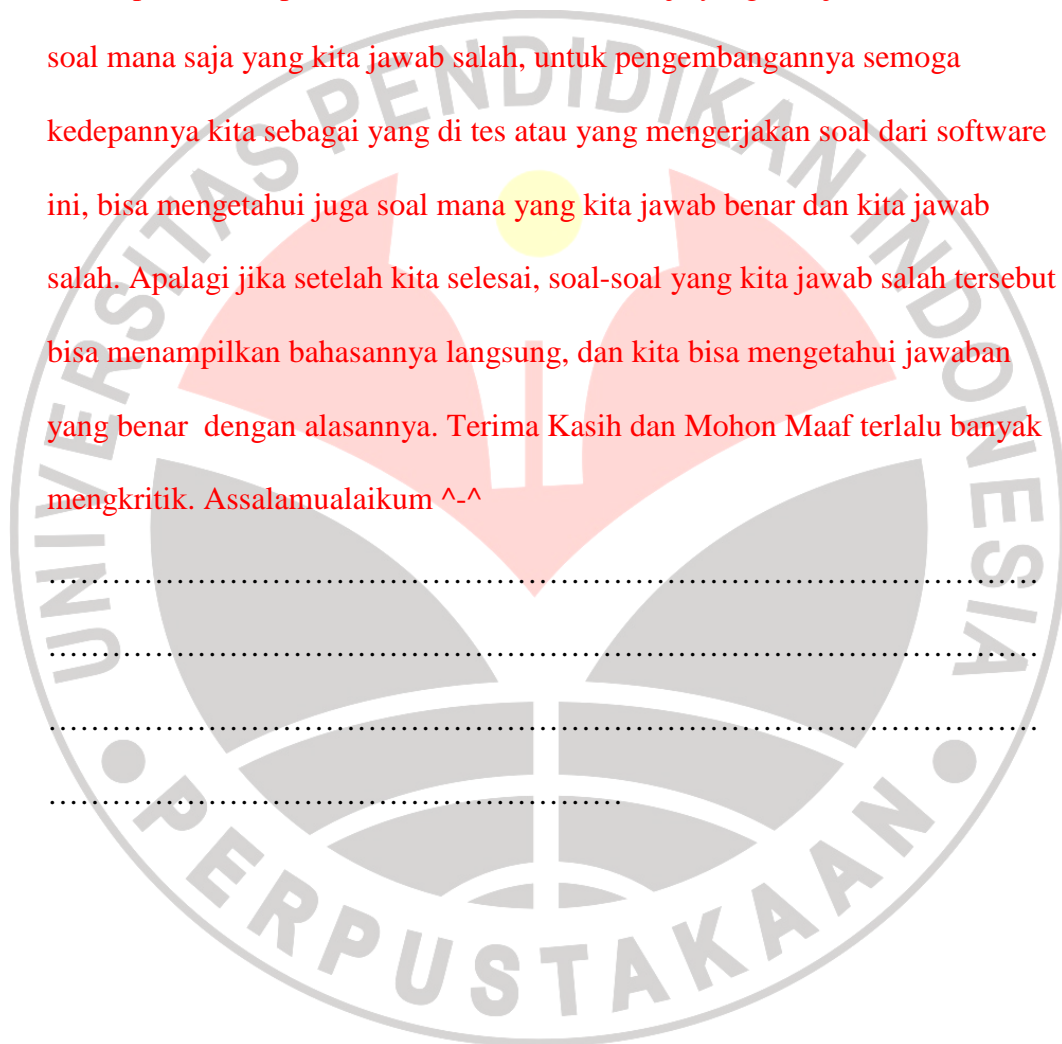 soal mana saja yang kita jawab salah, untuk pengembangannya semoga
kedepannya kita sebagai yang di tes atau yang mengerjakan soal dari software
ini, bisa mengetahui juga soal mana yang kita jawab benar dan kita jawab
salah. Apalagi jika setelah kita selesai, soal-soal yang kita jawab salah tersebut
bisa menampilkan bahasannya langsung, dan kita bisa mengetahui jawaban
yang benar  dengan alasannya. Terima Kasih dan Mohon Maaf terlalu banyak
mengkritik. Assalamualaikum ^-^
………………………………………………………………………………………
………………………………………………………………………………………
………………………………………………………………………………………
…………………………………………………
UNIVERSITAS PENDIDIKAN INDONESIA
PERPUSTAKAAN